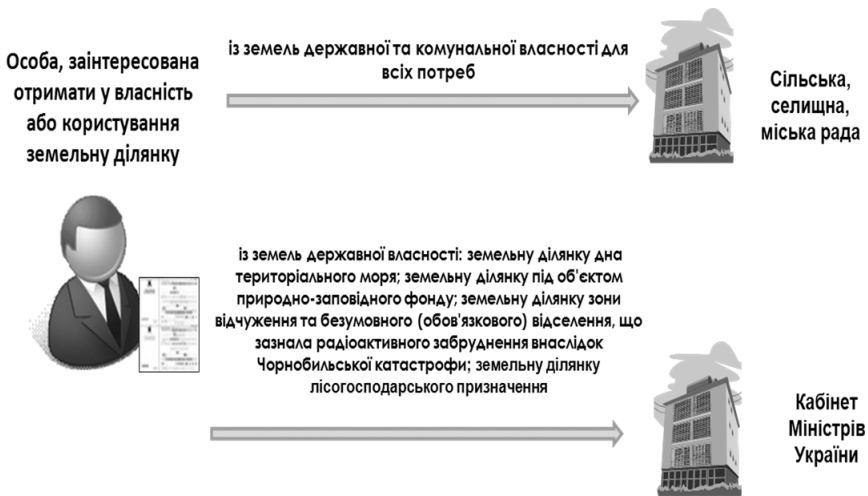 Особа, заінтересована
отримати у власність
або користування
земельну ділянку
із земель державної та комунальної власності для
всіх потреб
Сільська,
селищна,
міська рада
із земель державної власності: земельну ділянку дна
територіального моря; земельну ділянку під об'єктом
природно-заповідного фонду; земельну ділянку зони
відчуження та безумовного (обов'язкового) відселення, що
зазнала радіоактивного забруднення внаслідок
Чорнобильської катастрофи; земельну ділянку
лісогосподарського призначення
Кабінет
Міністрів
України